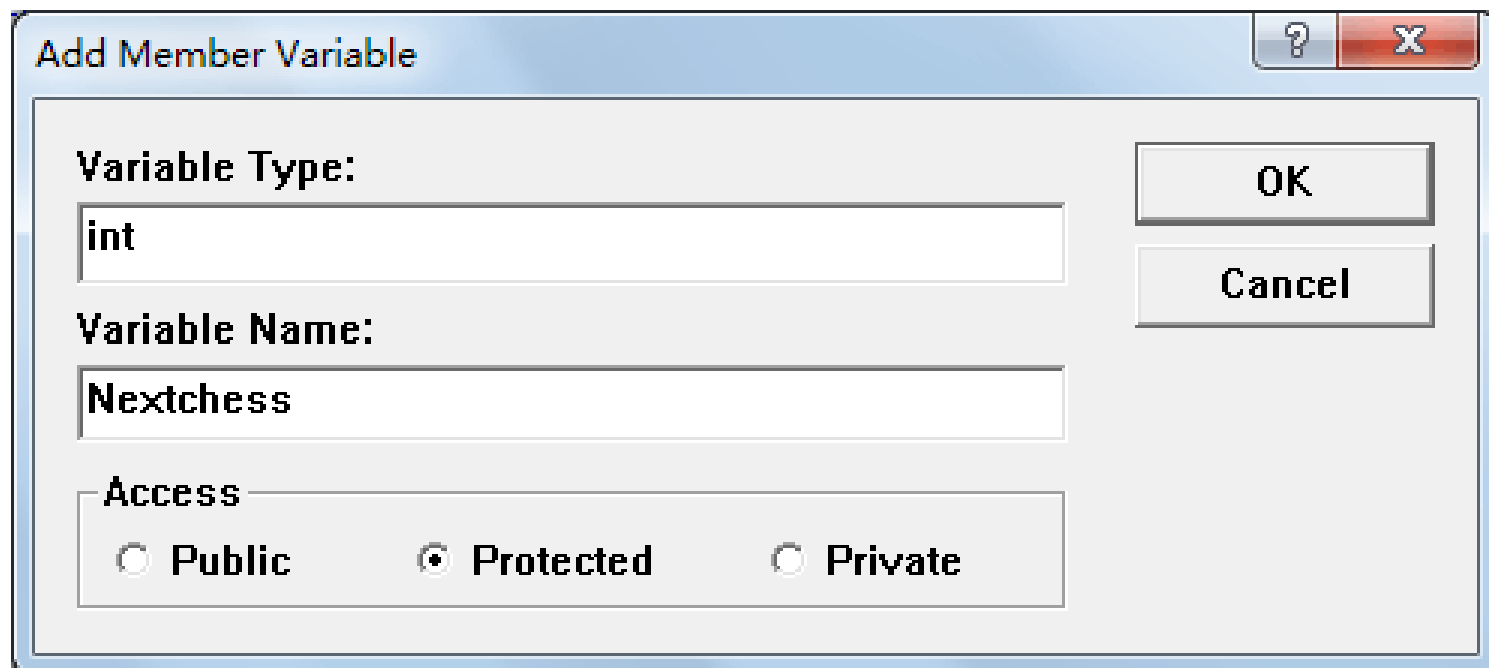 Add Member Variable
Variable Type:
int
OK
Cancel
Variable Name:
Nextchess
Access
Public Protected Private